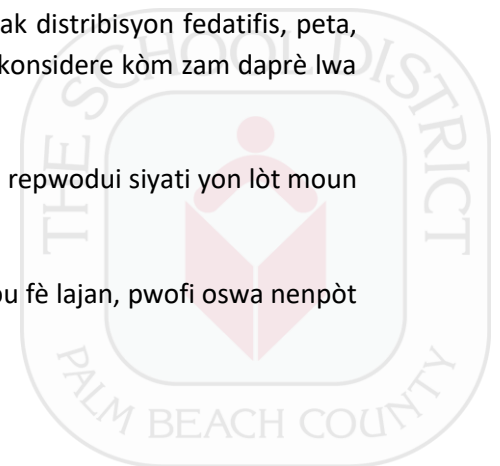 ak distribisyon fedatifis, peta,
konsidere kòm zam daprè lwa
repwodui siyati yon lòt moun
ou fè lajan, pwofi oswa nenpòt
THE SCHOOL DISTRICT
PALM BEACH COUNTY